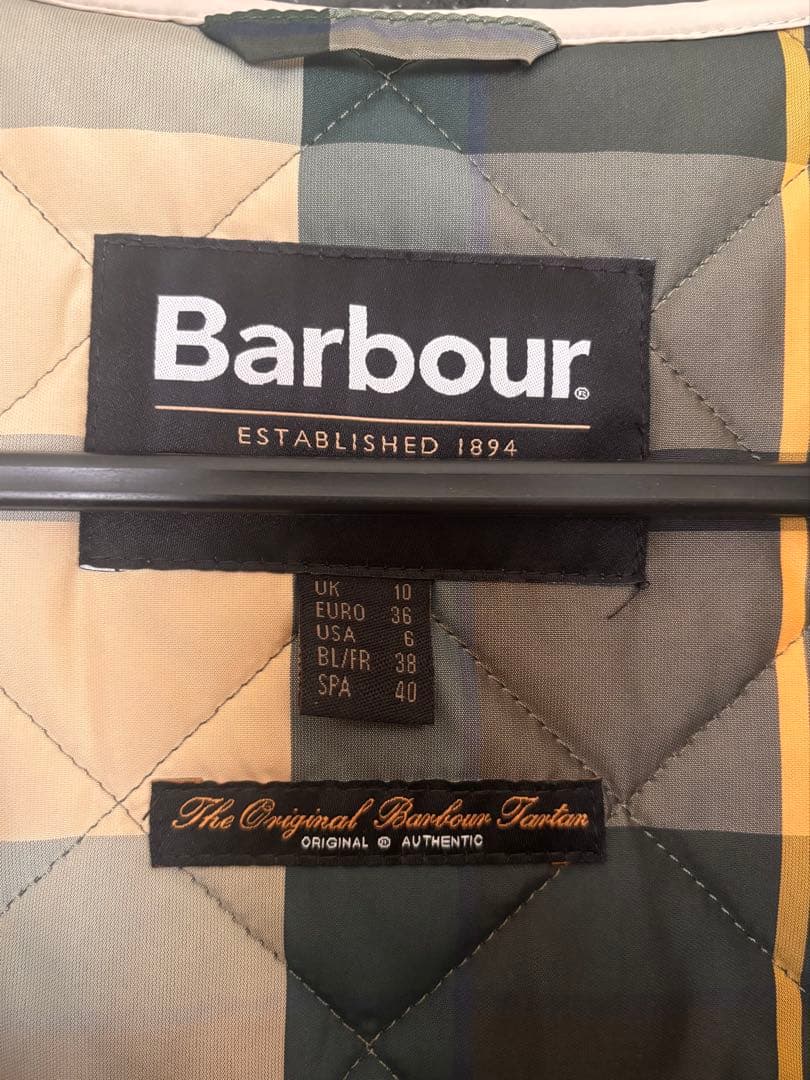 Barbour®
ESTABLISHED 1894
UK 10
EURO 36
USA 6
BL/FR 38
SPA 40
The Original Barbour Tartan
ORIGINAL AUTHENTIC